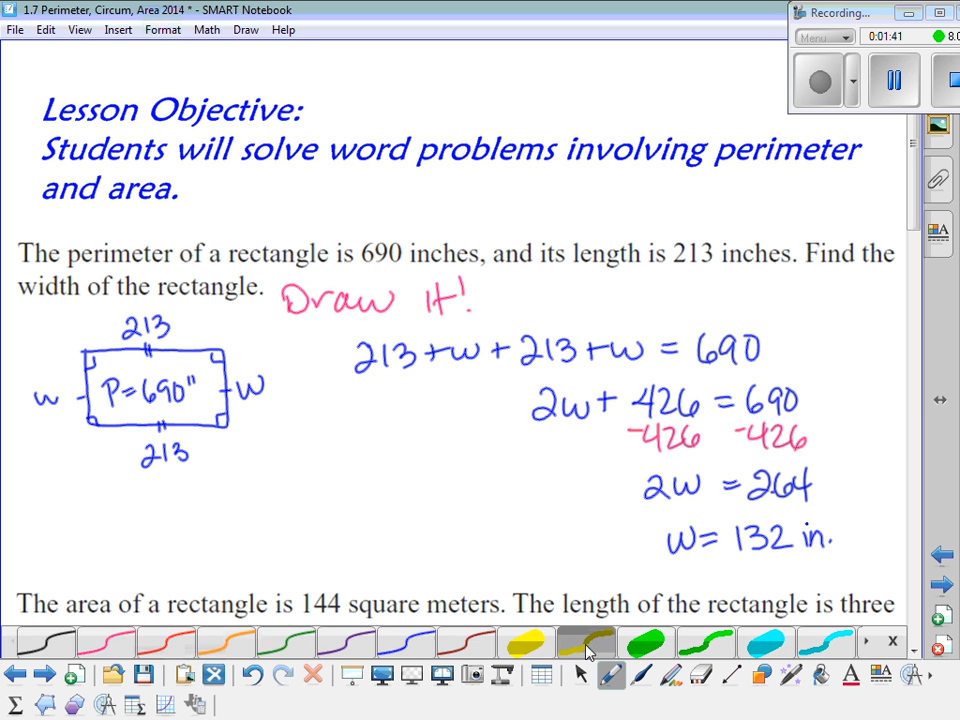 1.7 Perimeter, Circum, Area 2014 * - SMART Notebook
Recording...
File Edit View Insert Format Math Draw Help
Menu
0:01:41
8.0
Lesson Objective:
Students will solve word problems involving perimeter
and area.
The perimeter of a rectangle is 690 inches, and its length is 213 inches. Find the
width of the rectangle.
Draw it!
213
w P=690" w
213
213+w+213+w = 690
2w+ 426 = 690
-426 -426
2w = 264
w= 132 in.
The area of a rectangle is 144 square meters. The length of the rectangle is three